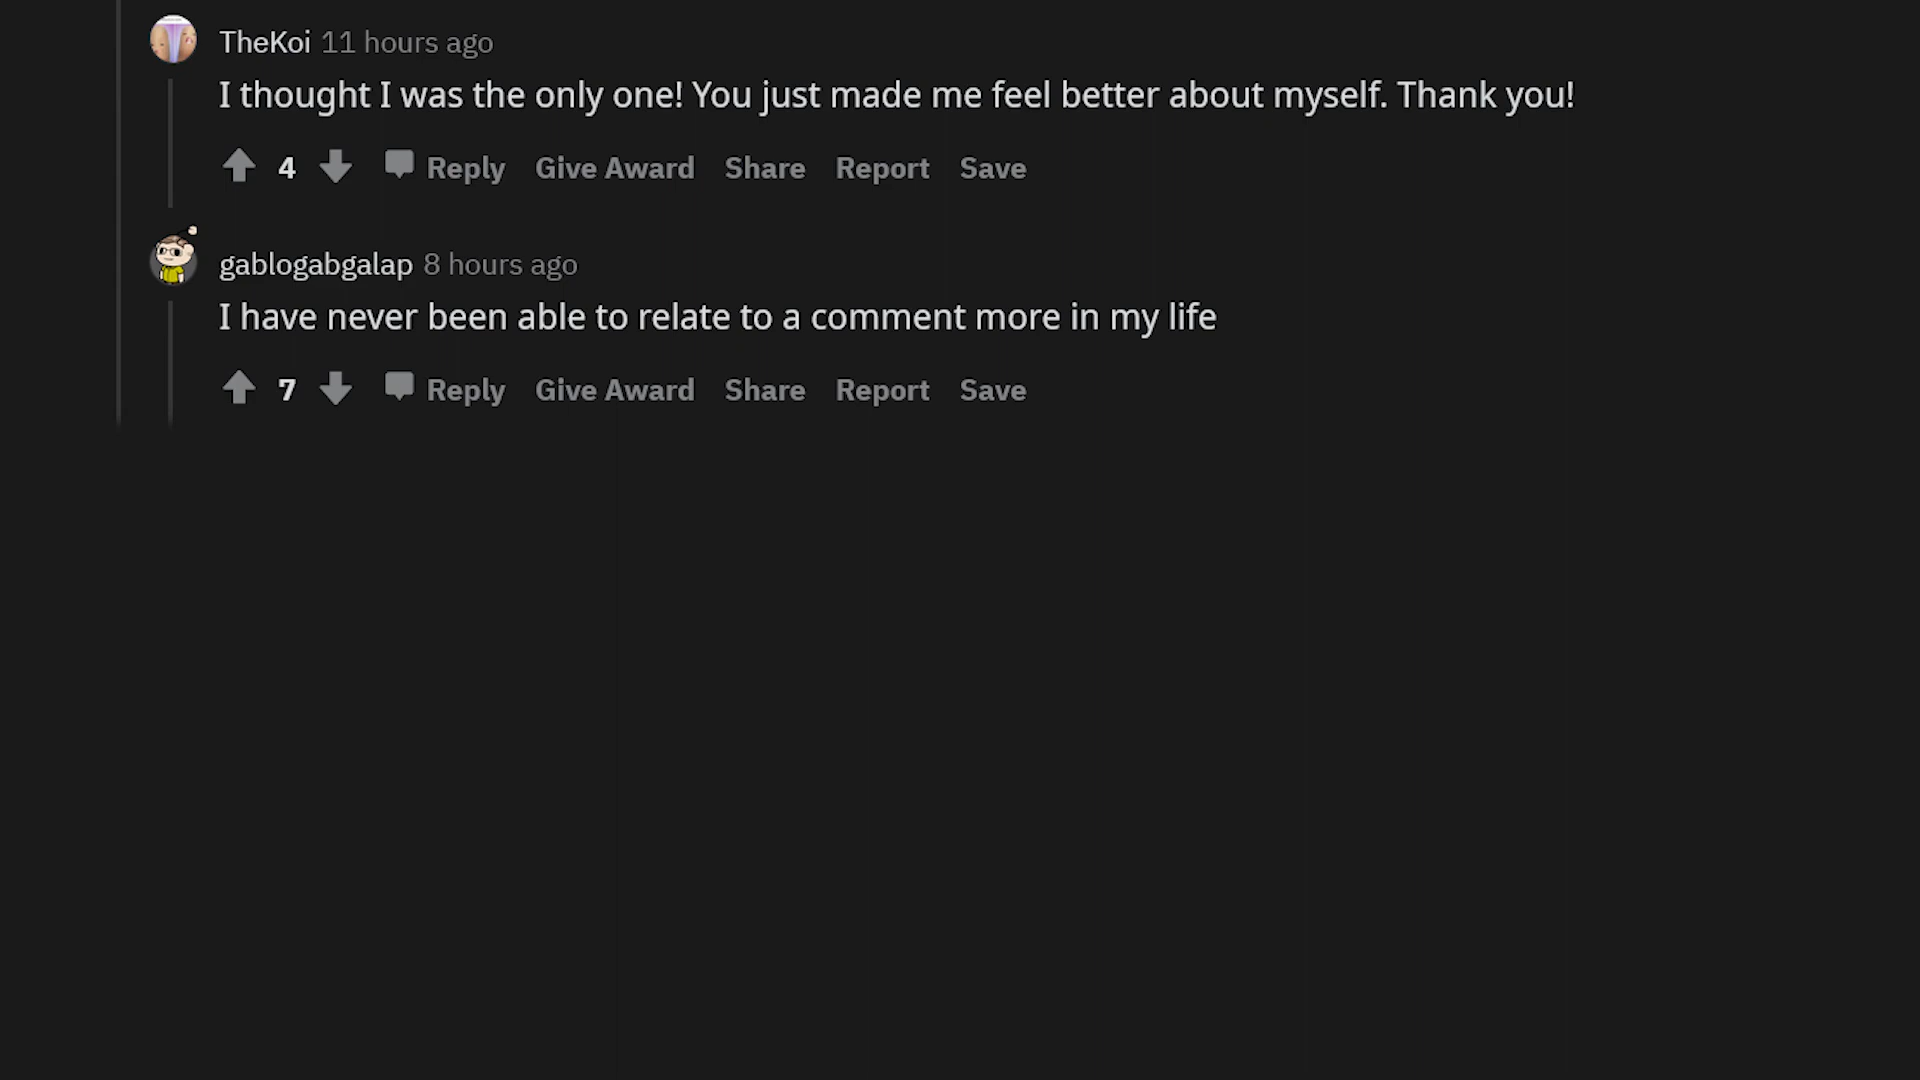 TheKoi 11 hours ago
I thought I was the only one! You just made me feel better about myself. Thank you!
4 Reply Give Award Share Report Save
gablogabgalap 8 hours ago
I have never been able to relate to a comment more in my life
7 Reply Give Award Share Report Save